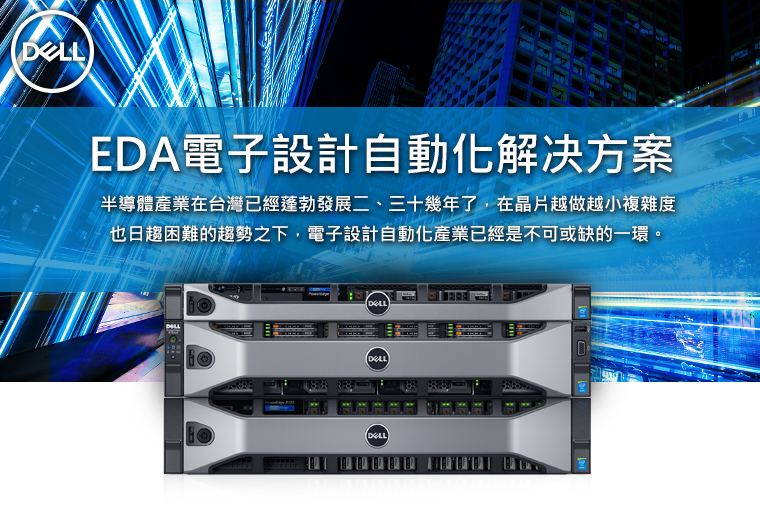 DELL
EDA電子設計自動化解決方案
半導體產業在台灣已經蓬勃發展二、三十幾年了，在晶片越做越小複雜度
也日趨困難的趨勢之下，電子設計自動化產業已經是不可或缺的一環。
PowerEdge
DELL
DELL
DELL
DELL